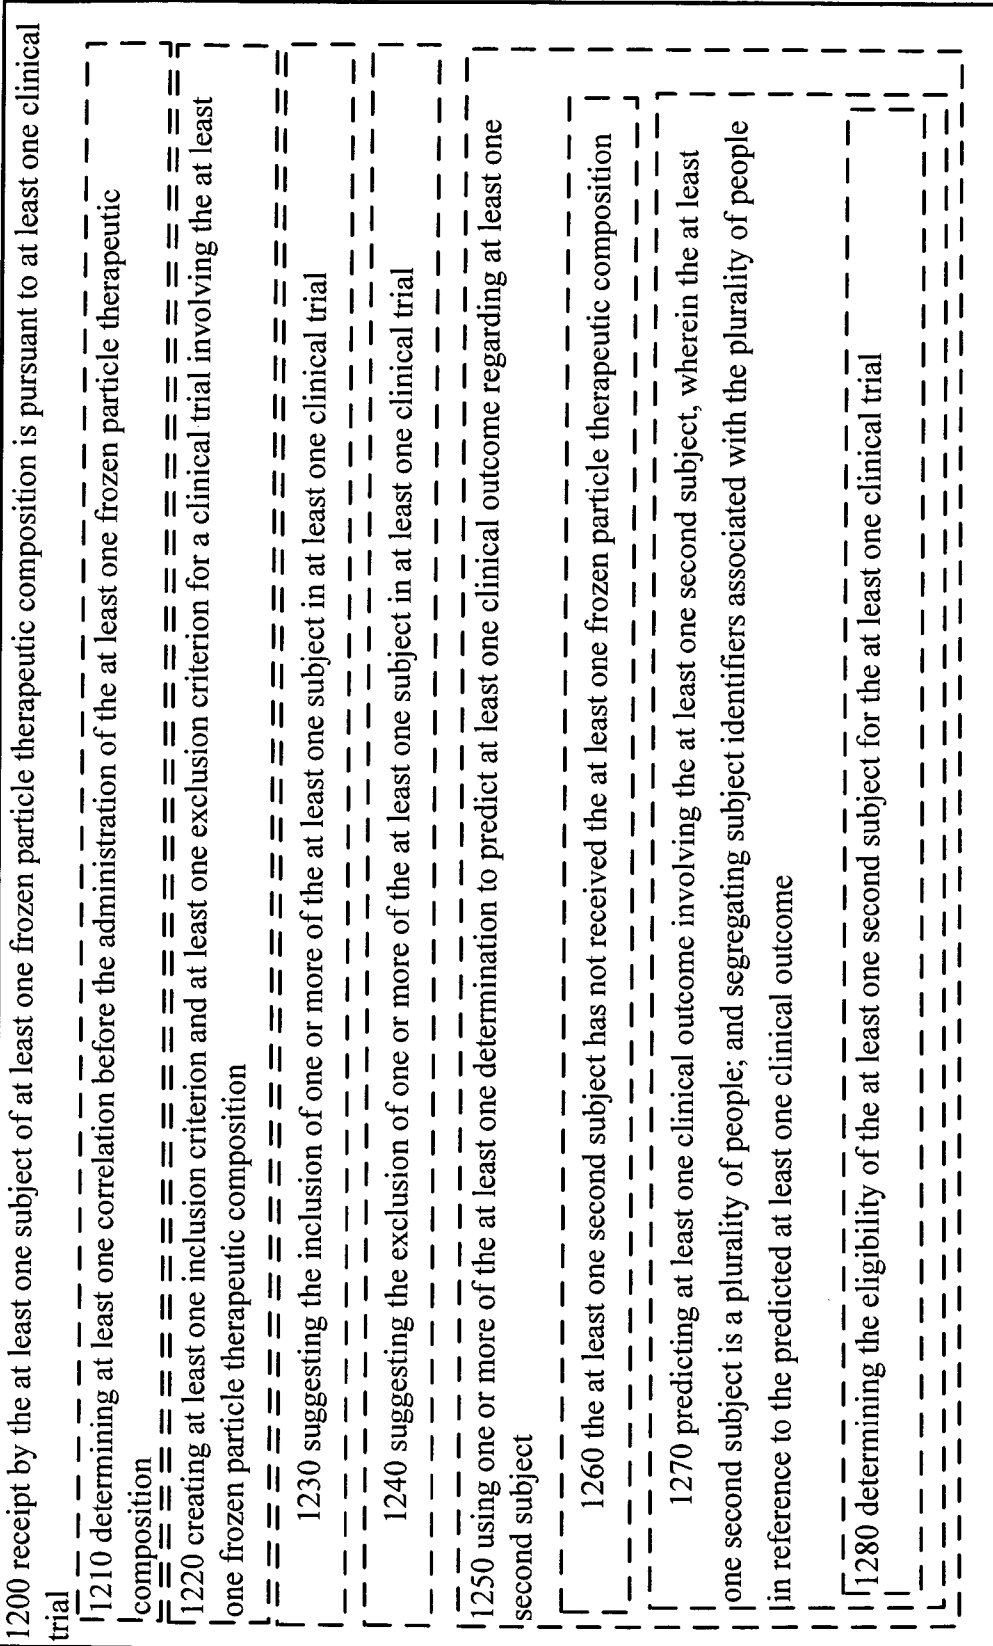 1200 receipt by the at least one subject of at least one frozen particle therapeutic composition is pursuant to at least one clinical
trial
1210 determining at least one correlation before the administration of the at least one frozen particle therapeutic
composition
1220 creating at least one inclusion criterion and at least one exclusion criterion for a clinical trial involving the at least
one frozen particle therapeutic composition
1230 suggesting the inclusion of one or more of the at least one subject in at least one clinical trial
1240 suggesting the exclusion of one or more of the at least one subject in at least one clinical trial
1250 using one or more of the at least one determination to predict at least one clinical outcome regarding at least one
second subject
1260 the at least one second subject has not received the at least one frozen particle therapeutic composition
1270 predicting at least one clinical outcome involving the at least one second subject, wherein the at least
one second subject is a plurality of people; and segregating subject identifiers associated with the plurality of people
in reference to the predicted at least one clinical outcome
1280 determining the eligibility of the at least one second subject for the at least one clinical trial